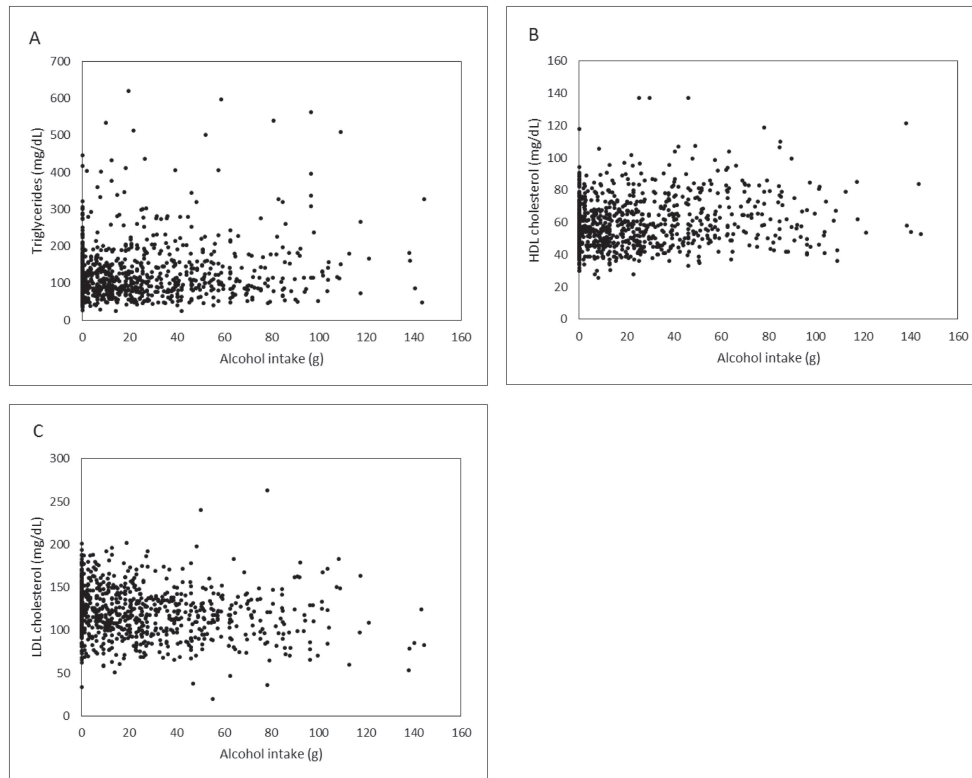 A
700
600
500
400
300
200
100
0
Triglycerides (mg/dL)
0 20 40 60 80 100 120 140 160
Alcohol intake (g)
B
160
140
120
100
80
60
40
20
0
HDL cholesterol (mg/dL)
0 20 40 60 80 100 120 140 160
Alcohol intake (g)
C
300
250
200
150
100
50
0
LDL cholesterol (mg/dL)
0 20 40 60 80 100 120 140 160
Alcohol intake (g)